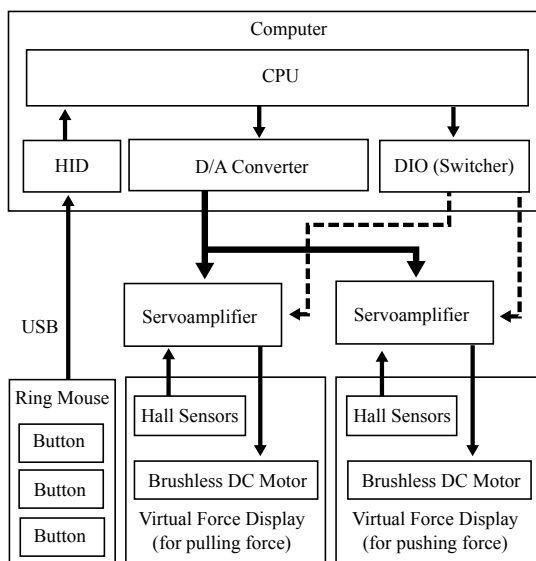 Computer
CPU
HID
D/A Converter
DIO (Switcher)
USB
Servoamplifier
Servoamplifier
Ring Mouse
Button
Button
Button
Hall Sensors
Brushless DC Motor
Virtual Force Display
(for pulling force)
Hall Sensors
Brushless DC Motor
Virtual Force Display
(for pushing force)